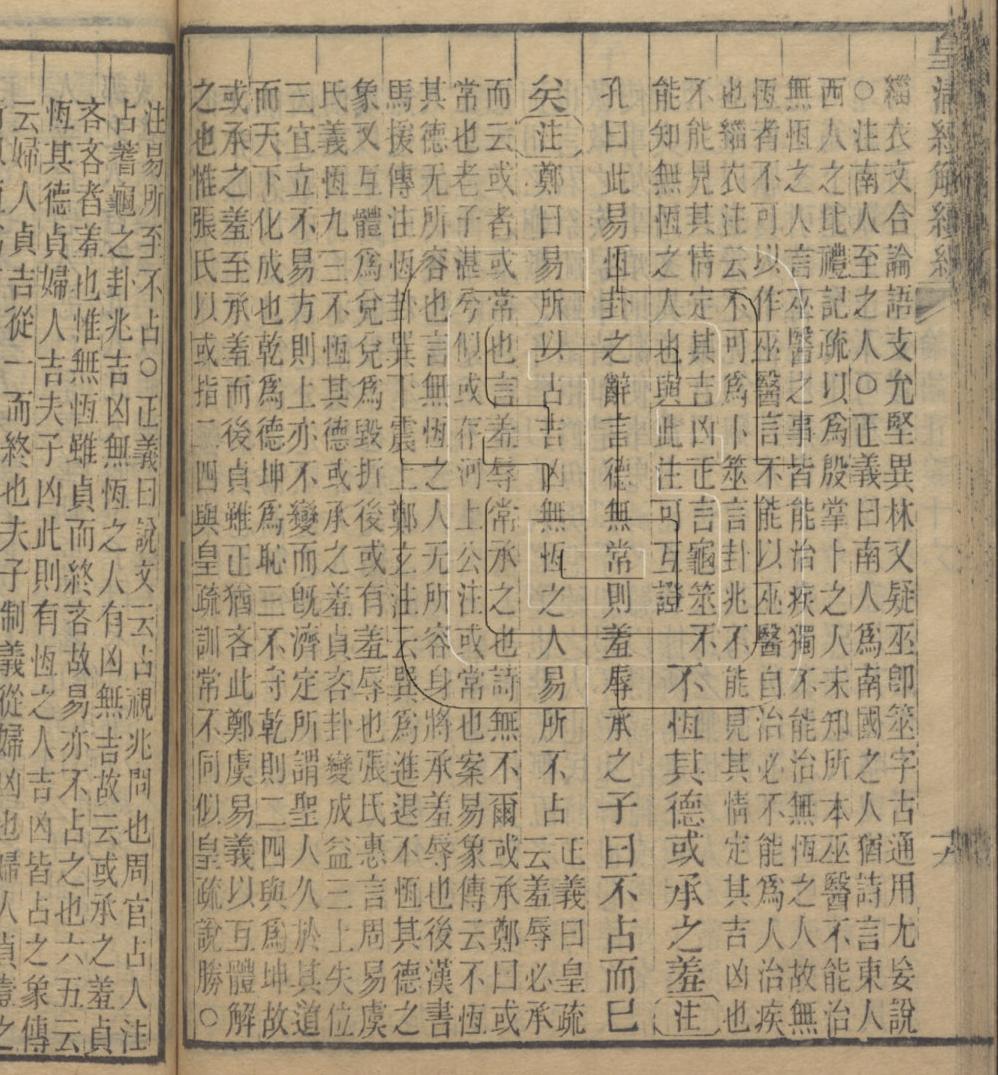 皇清經解續編
緇衣文合論語支允堅異林又疑巫卽筮字古通用尤妄說
○注南人至之人○正義曰南人爲南國之人猶詩言東人
西人之比禮記疏以爲殷掌卜之人未知所本巫醫不能治
無恆之人言巫醫之事皆能治疾獨不能治無恆之人故無
恆者不可以作巫醫言不能以巫醫自治必不能爲人治疾
也緇衣注云不可爲卜筮言卦兆不能見其情定其吉凶也
不能見其情定其吉凶正言龜筮不
能知無恆之人也與此注可互證
不恆其德或承之羞注
孔曰此易恆卦之辭言德無常則羞辱承之子曰不占而已
矣注鄭曰易所以占吉凶無恆之人易所不占
正義曰皇疏
云羞辱必承
而云或者或常也言羞辱常承之也詩無不爾或承鄭曰或
常也老子湛兮似或存河上公注或常也案易象傳云不恆
其德无所容也言無恆之人无所容身將承羞辱也後漢書
馬援傳注恆卦巽下震上鄭玄注云巽爲進退不恆其德之
象又互體爲兌兌爲毀折後或有羞辱也張氏惠言周易虞
氏義恆九三不恆其德或承之羞貞吝卦變成益三上失位
三宜立不易方則上亦不變而旣濟定所謂聖人久於其道
而天下化成也乾爲德坤爲恥三不守乾則二四與爲坤故
或承之羞至承羞而後貞雖正猶吝此鄭虞易義以互體解
之也惟張氏以或指二四與皇疏訓常不同似皇疏說勝○
注易所至不占○正義曰說文云占視兆問也周官占人注
占蓍龜之卦兆吉凶無恆之人有凶無吉故云或承之羞貞
吝吝者羞也惟無恆雖貞而終吝故易亦不占之也六五云
恆其德貞婦人吉夫子凶此則有恆之人吉凶皆占之象傳
云婦人貞吉從一而終也夫子制義從婦凶也婦人